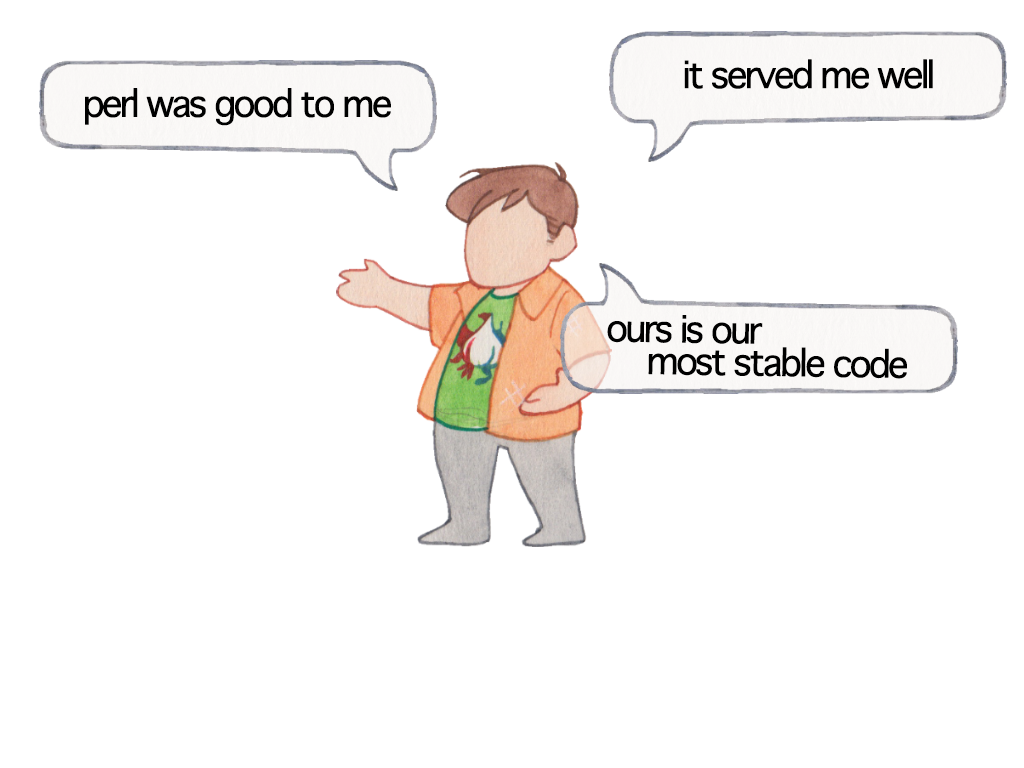 perl was good to me
it served me well
ours is our
most stable code